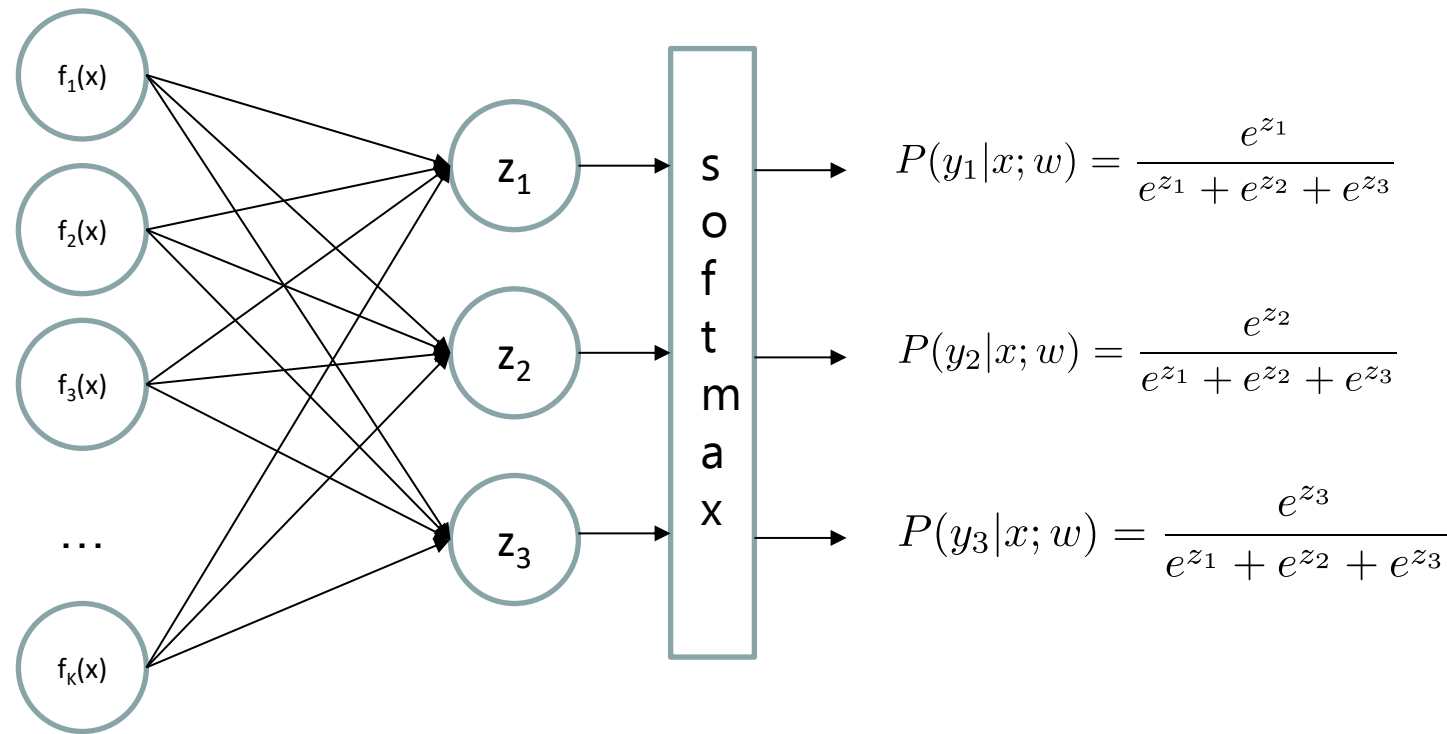 f₁(x)
f₂(x)
f₃(x)
...
f_K(x)
z₁
z₂
z₃
softmax
P(y₁|x; w) = e^{z₁} / (e^{z₁} + e^{z₂} + e^{z₃})
P(y₂|x; w) = e^{z₂} / (e^{z₁} + e^{z₂} + e^{z₃})
P(y₃|x; w) = e^{z₃} / (e^{z₁} + e^{z₂} + e^{z₃})